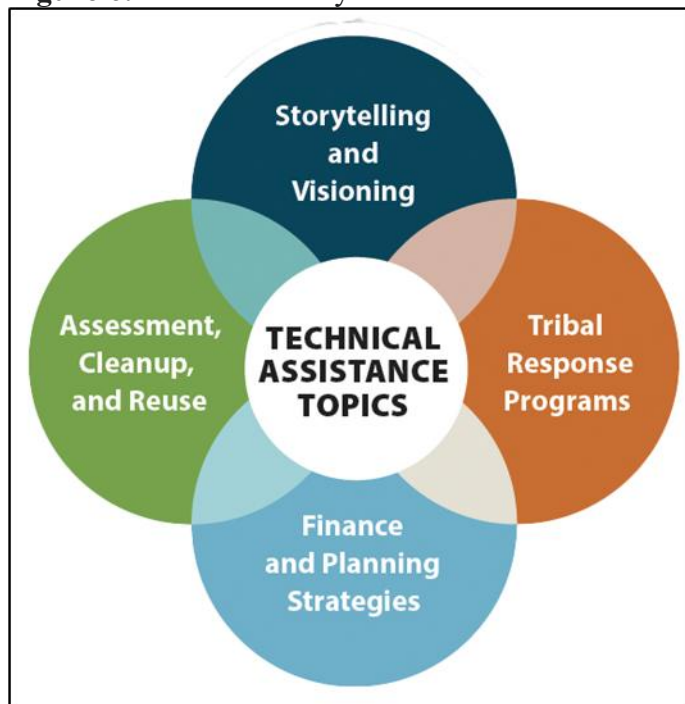 Storytelling
and
Visioning
Assessment,
Cleanup,
and Reuse
TECHNICAL
ASSISTANCE
TOPICS
Tribal
Response
Programs
Finance
and Planning
Strategies